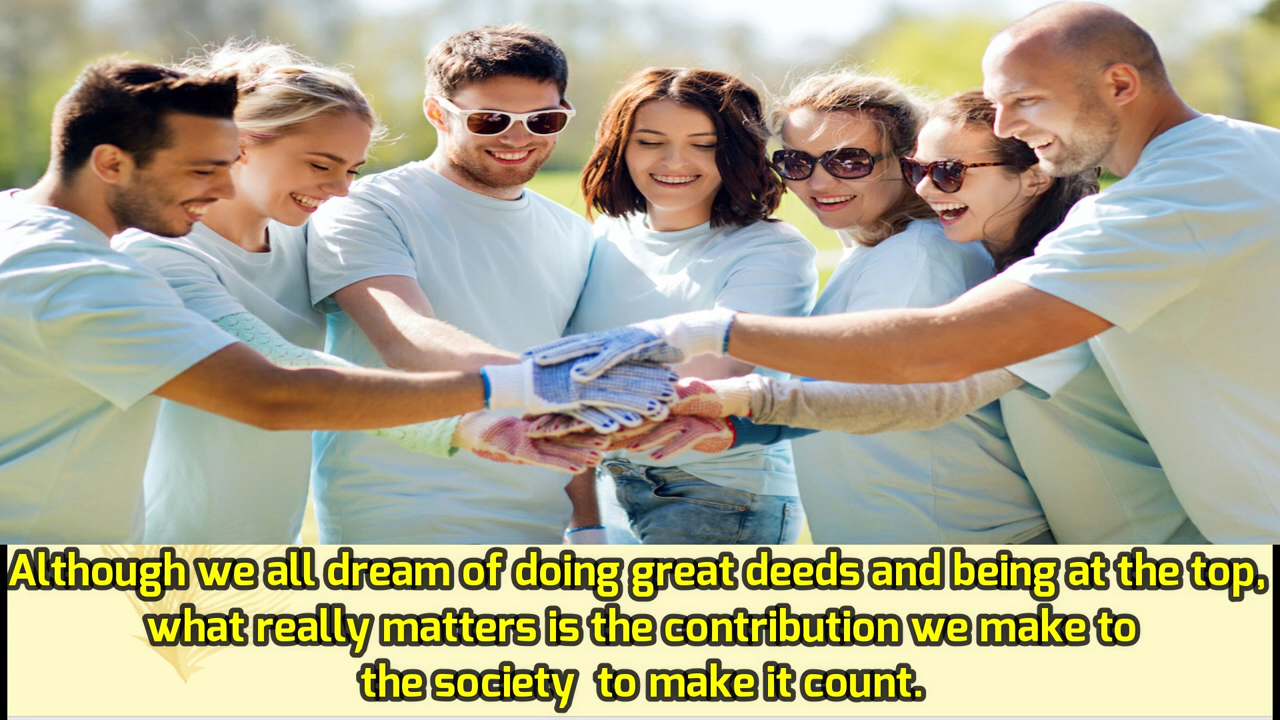 Although we all dream of doing great deeds and being at the top,
what really matters is the contribution we make to
the society to make it count.